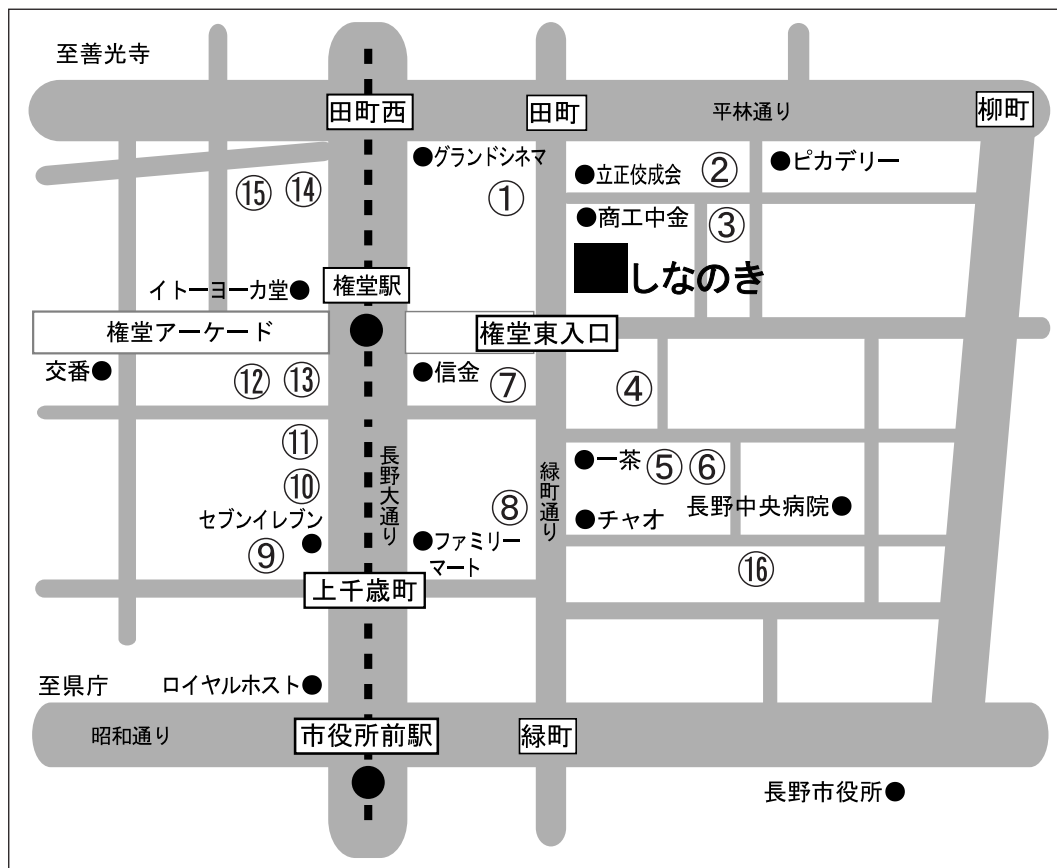 至善光寺
田町西
田町
平林通り
柳町
●グランドシネマ
●立正佼成会
②
●ピカデリー
⑮
⑭
①
●商工中金
③
■しなのき
イトーヨーカ堂●
権堂駅
権堂アーケード
権堂東入口
交番●
⑫
⑬
●信金
⑦
④
⑪
⑩
長野大通り
緑町通り
●一茶
⑤
⑥
長野中央病院●
セブンイレブン
⑨
⑧
●チャオ
●ファミリー
マート
⑯
上千歳町
至県庁
ロイヤルホスト●
昭和通り
市役所前駅
緑町
長野市役所●